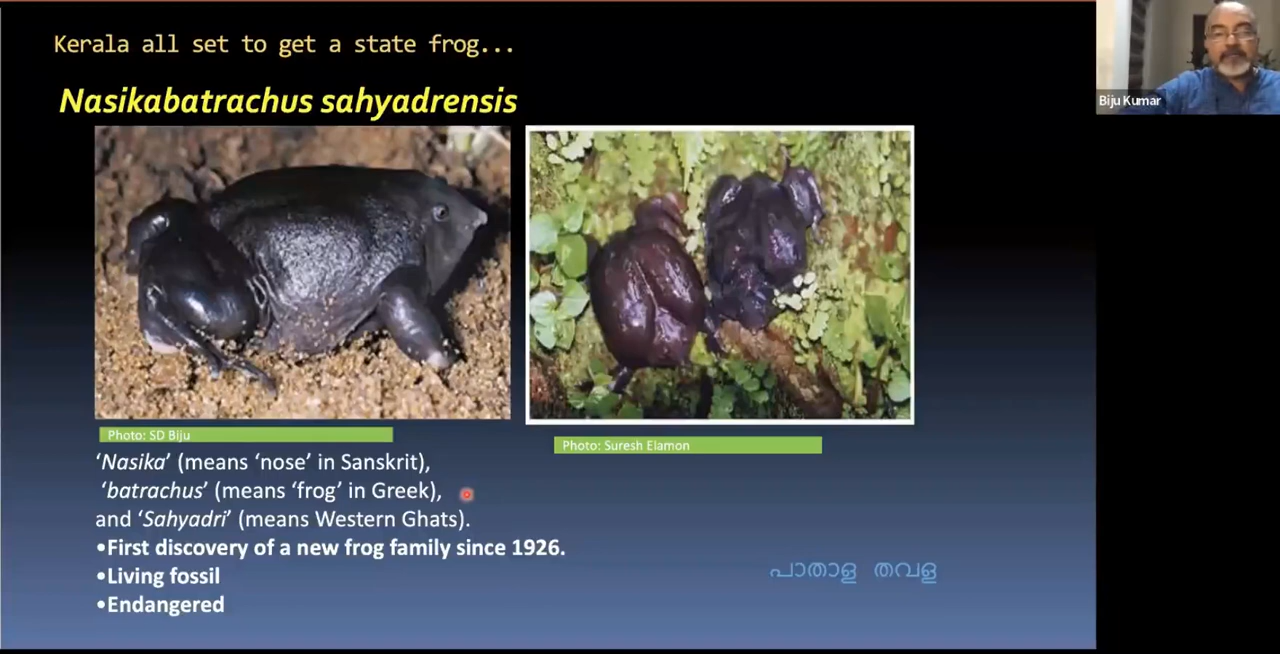 Kerala all set to get a state frog...
Biju Kumar
Nasikabatrachus sahyadrensis
Photo: SD Biju
Photo: Suresh Elamon
‘Nasika’ (means ‘nose’ in Sanskrit),
‘batrachus’ (means ‘frog’ in Greek),
and ‘Sahyadri’ (means Western Ghats).
•First discovery of a new frog family since 1926.
•Living fossil
•Endangered
പാതാള തവള